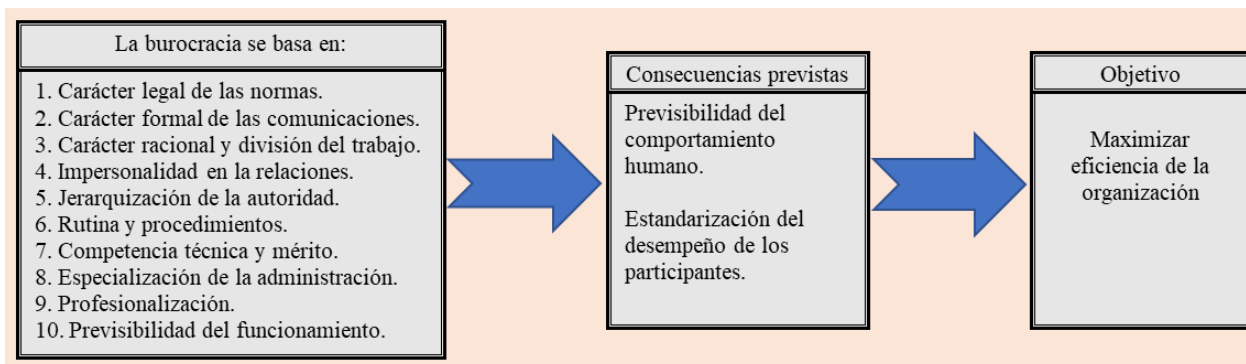 La burocracia se basa en:
1. Carácter legal de las normas.
2. Carácter formal de las comunicaciones.
3. Carácter racional y división del trabajo.
4. Impersonalidad en la relaciones.
5. Jerarquización de la autoridad.
6. Rutina y procedimientos.
7. Competencia técnica y mérito.
8. Especialización de la administración.
9. Profesionalización.
10. Previsibilidad del funcionamiento.
Consecuencias previstas
Previsibilidad del
comportamiento
humano.
Estandarización del
desempeño de los
participantes.
Objetivo
Maximizar
eficiencia de la
organización